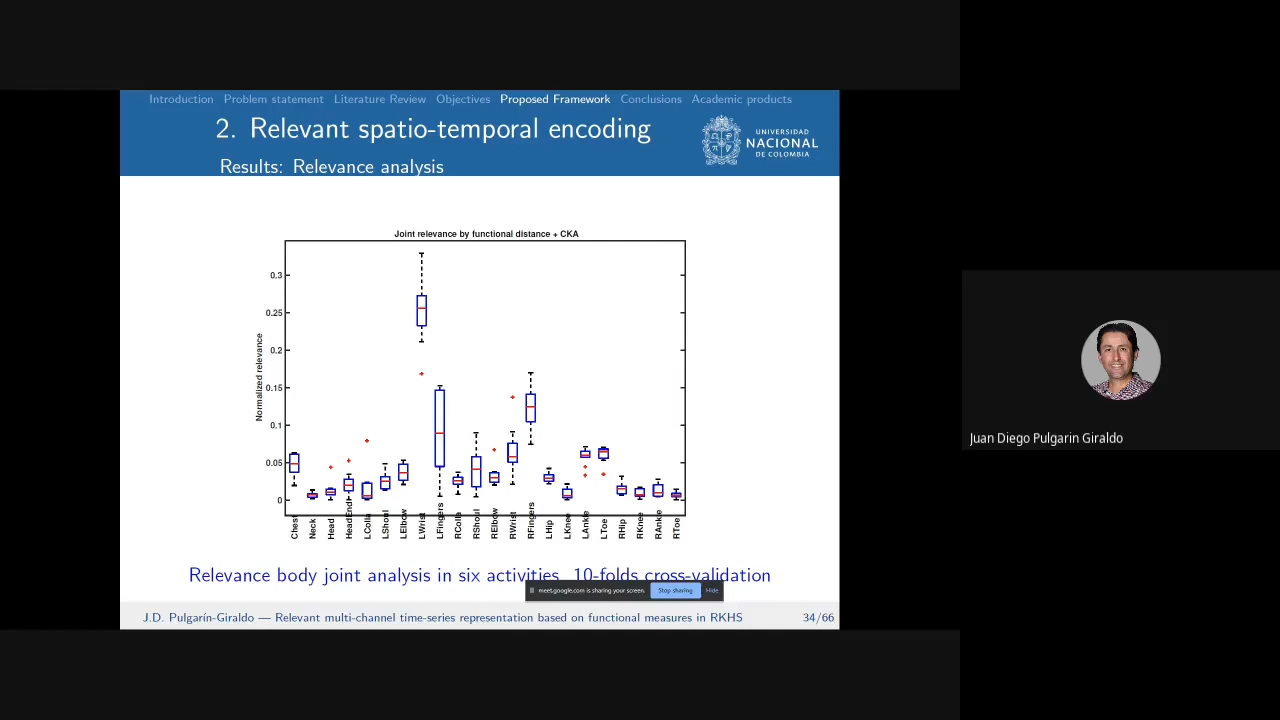 Introduction Problem statement Literature Review Objectives Proposed Framework Conclusions Academic products
2. Relevant spatio-temporal encoding
Results: Relevance analysis
UNIVERSIDAD
NACIONAL
DE COLOMBIA
Joint relevance by functional distance + CKA
Normalized relevance
0.3
0.25
0.2
0.15
0.1
0.05
0
Chest
Neck
Head
HeadEnd
LColla
LShoul
LElbow
LWrist
LFingers
RColla
RShoul
RElbow
RWrist
RFingers
LHip
LKnee
LAnkle
LToe
RHip
RKnee
RAnkle
RToe
Relevance body joint analysis in six activities 10-folds cross-validation
meet.google.com is sharing your screen. Stop sharing Hide
J.D. Pulgarín-Giraldo — Relevant multi-channel time-series representation based on functional measures in RKHS 34/66
Juan Diego Pulgarin Giraldo